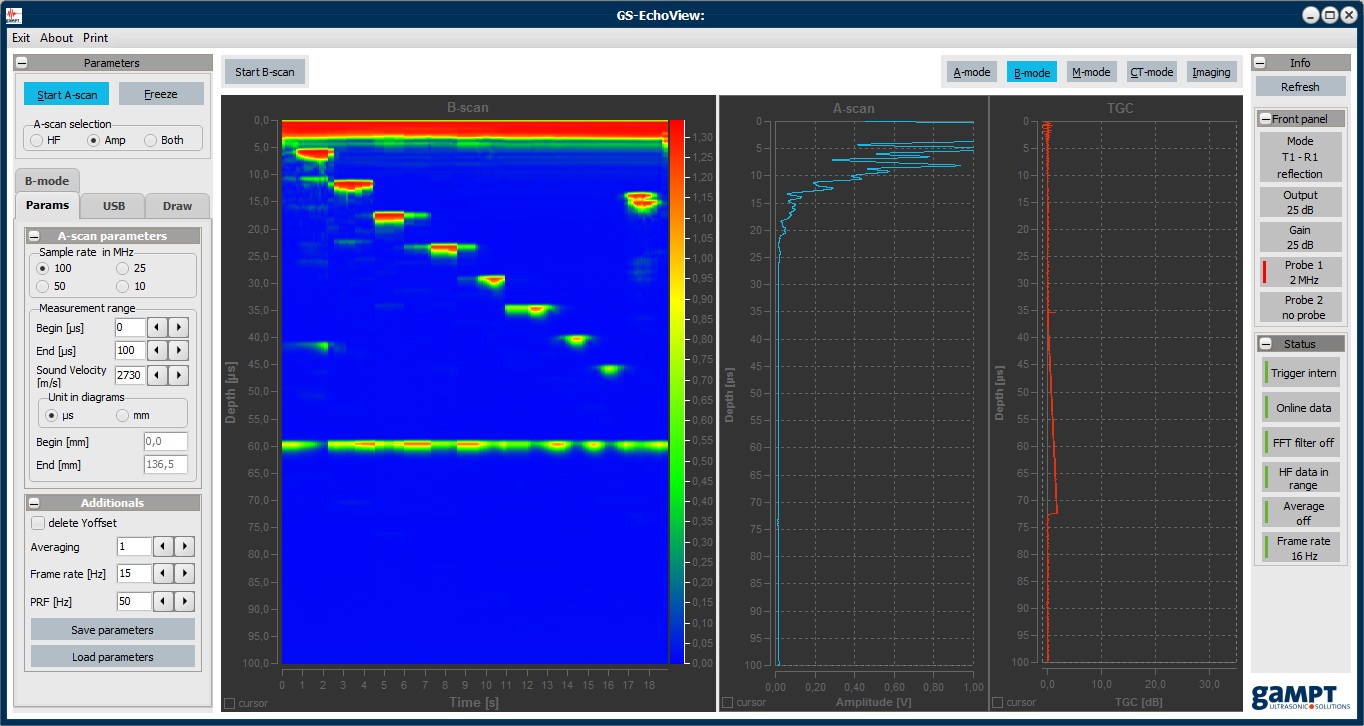 GS-EchoView:
gAMPT
Exit About Print
Parameters
Start A-scan Freeze
A-scan selection
HF Amp Both
B-mode
Params USB Draw
A-scan parameters
Sample rate in MHz
100 25
50 10
Measurement range
Begin [µs] 0
End [µs] 100
Sound Velocity 2730
[m/s]
Unit in diagrams
µs mm
Begin [mm] 0,0
End [mm] 136,5
Additionals
delete Yoffset
Averaging 1
Frame rate [Hz] 15
PRF [Hz] 50
Save parameters
Load parameters
Start B-scan
A-mode B-mode M-mode CT-mode Imaging
B-scan
0,0
5,0
10,0
15,0
20,0
25,0
30,0
35,0
40,0
45,0
50,0
55,0
60,0
65,0
70,0
75,0
80,0
85,0
90,0
95,0
100,0
Depth [µs]
0 1 2 3 4 5 6 7 8 9 10 11 12 13 14 15 16 17 18
Time [s]
cursor
1,30
1,25
1,20
1,15
1,10
1,05
1,00
0,95
0,90
0,85
0,80
0,75
0,70
0,65
0,60
0,55
0,50
0,45
0,40
0,35
0,30
0,25
0,20
0,15
0,10
0,05
0,00
A-scan
0
5
10
15
20
25
30
35
40
45
50
55
60
65
70
75
80
85
90
95
100
Depth [µs]
0,00 0,20 0,40 0,60 0,80 1,00
Amplitude [V]
cursor
TGC
0
5
10
15
20
25
30
35
40
45
50
55
60
65
70
75
80
85
90
95
100
Depth [µs]
0,0 10,0 20,0 30,0
TGC [dB]
cursor
Info
Refresh
Front panel
Mode
T1 - R1
reflection
Output
25 dB
Gain
25 dB
Probe 1
2 MHz
Probe 2
no probe
Status
Trigger intern
Online data
FFT filter off
HF data in
range
Average
off
Frame rate
16 Hz
gAMPT
ULTRASONIC SOLUTIONS